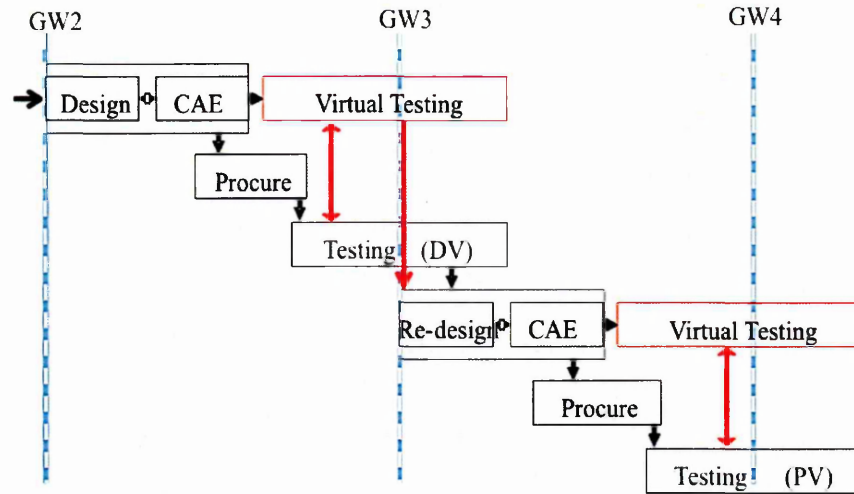 GW2 GW3 GW4
Design CAE Virtual Testing
Procure
Testing (DV)
Re-design CAE Virtual Testing
Procure
Testing (PV)